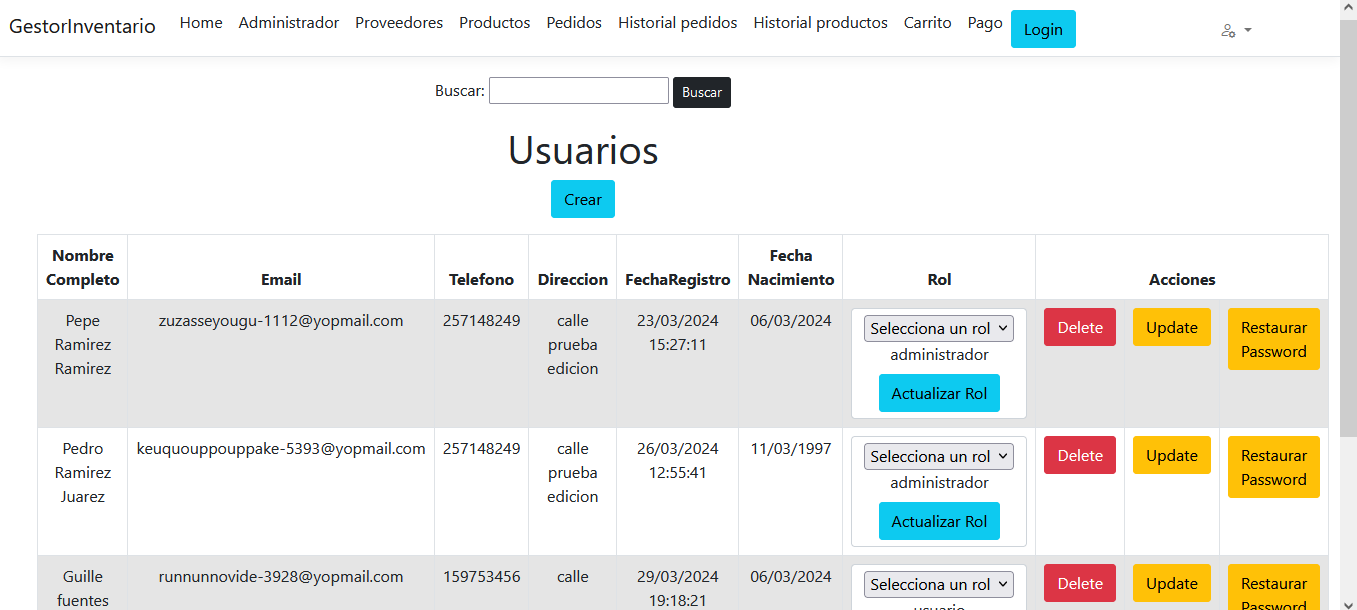 GestorInventario Home Administrador Proveedores Productos Pedidos Historial pedidos Historial productos Carrito Pago Login
Buscar: Buscar
Usuarios
Crear
Nombre Completo Email Telefono Direccion FechaRegistro Fecha Nacimiento Rol Acciones
Pepe zuzasseyougu-1112@yopmail.com 257148249 calle 23/03/2024 06/03/2024 Selecciona un rol Delete Update Restaurar
Ramirez prueba 15:27:11 administrador Password
Ramirez edicion
Actualizar Rol
Pedro keuquouppouppake-5393@yopmail.com 257148249 calle 26/03/2024 11/03/1997 Selecciona un rol Delete Update Restaurar
Ramirez prueba 12:55:41 administrador Password
Juarez edicion
Actualizar Rol
Guille runnunnovide-3928@yopmail.com 159753456 calle 29/03/2024 06/03/2024 Selecciona un rol Delete Update Restaurar
fuentes 19:18:21 usuario Password